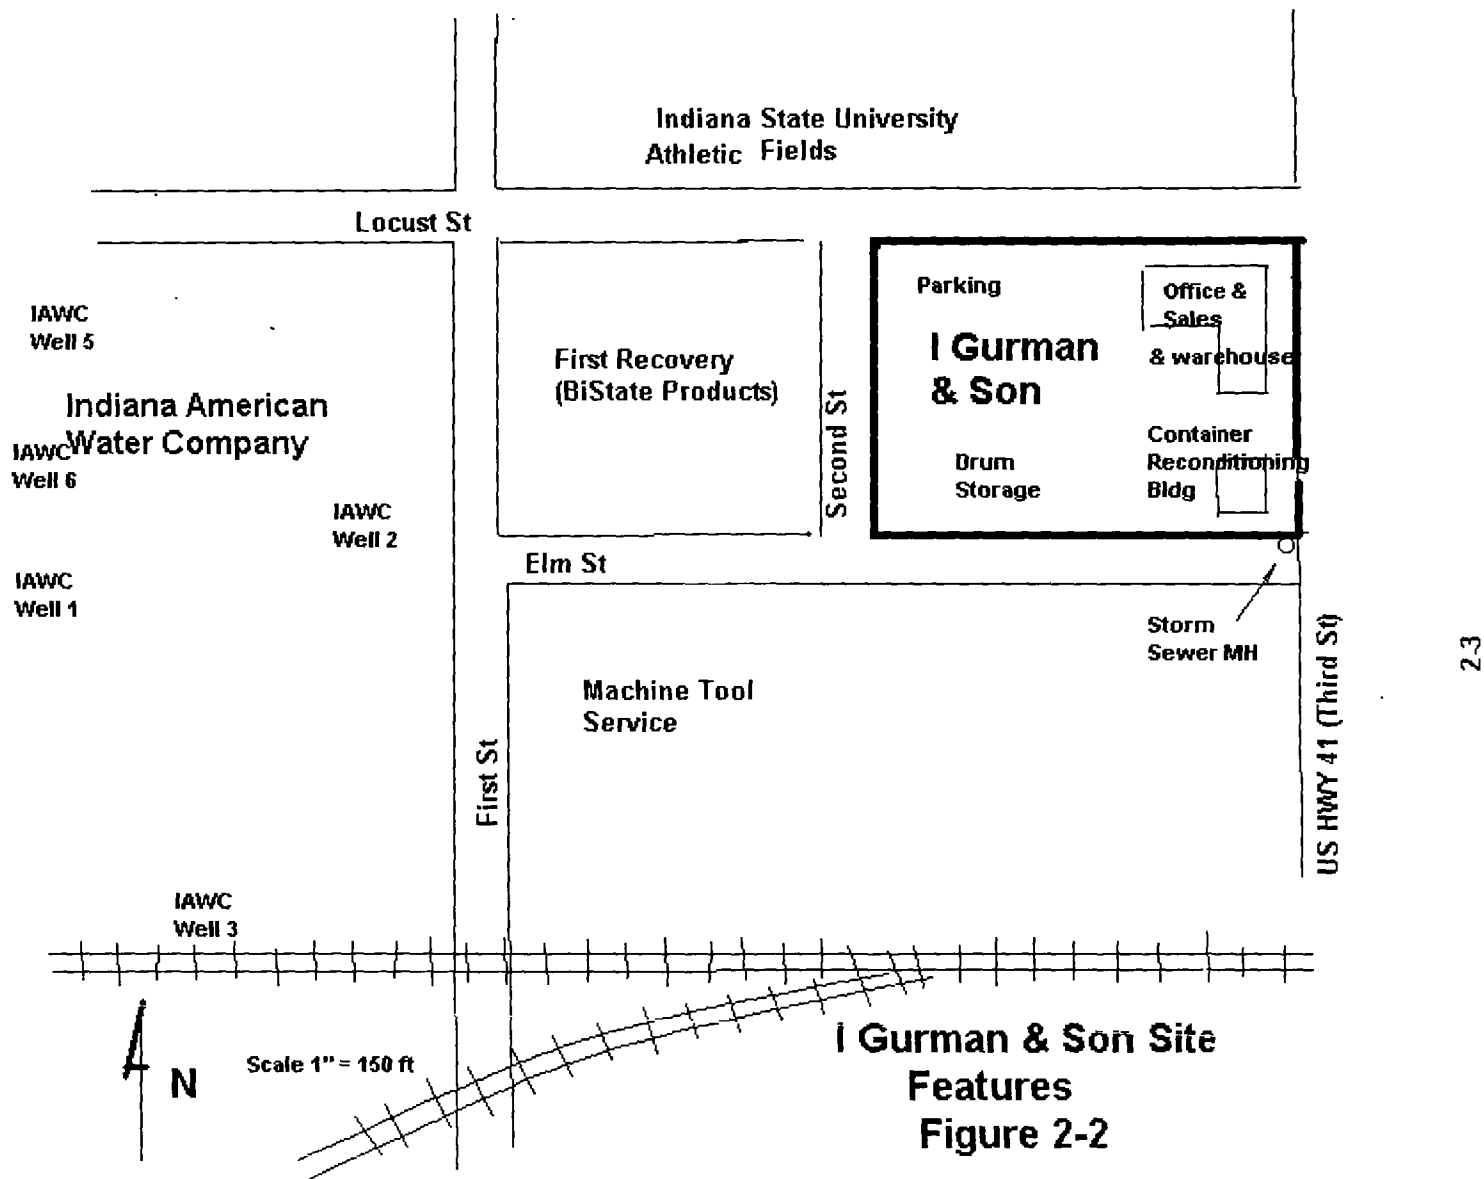 Indiana State University
Athletic Fields
Locust St
IAWC
Well 5
Indiana American
Water Company
IAWC
Well 6
IAWC
Well 2
IAWC
Well 1
First Recovery
(BiState Products)
Second St
Parking
I Gurman
& Son
Office &
Sales
& warehouse
Drum
Storage
Container
Reconditioning
Bldg
Elm St
Storm
Sewer MH
US HWY 41 (Third St)
2-3
Machine Tool
Service
First St
IAWC
Well 3
N
Scale 1" = 150 ft
I Gurman & Son Site
Features
Figure 2-2